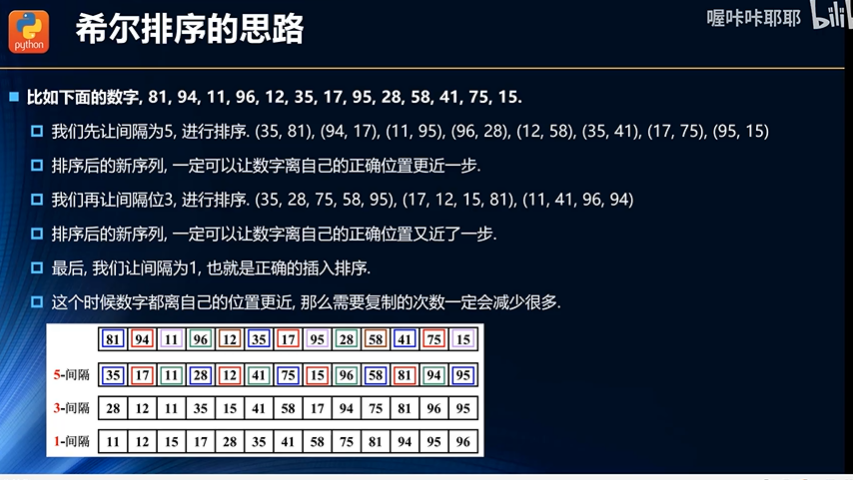 python
希尔排序的思路
喔咔咔耶耶 bili
比如下面的数字, 81, 94, 11, 96, 12, 35, 17, 95, 28, 58, 41, 75, 15.
我们先让间隔为5, 进行排序. (35, 81), (94, 17), (11, 95), (96, 28), (12, 58), (35, 41), (17, 75), (95, 15)
排序后的新序列, 一定可以让数字离自己的正确位置更近一步.
我们再让间隔位3, 进行排序. (35, 28, 75, 58, 95), (17, 12, 15, 81), (11, 41, 96, 94)
排序后的新序列, 一定可以让数字离自己的正确位置又近了一步.
最后, 我们让间隔为1, 也就是正确的插入排序.
这个时候数字都离自己的位置更近, 那么需要复制的次数一定会减少很多.
81 94 11 96 12 35 17 95 28 58 41 75 15
5-间隔 35 17 11 28 12 41 75 15 96 58 81 94 95
3-间隔 28 12 11 35 15 41 58 17 94 75 81 96 95
1-间隔 11 12 15 17 28 35 41 58 75 81 94 95 96